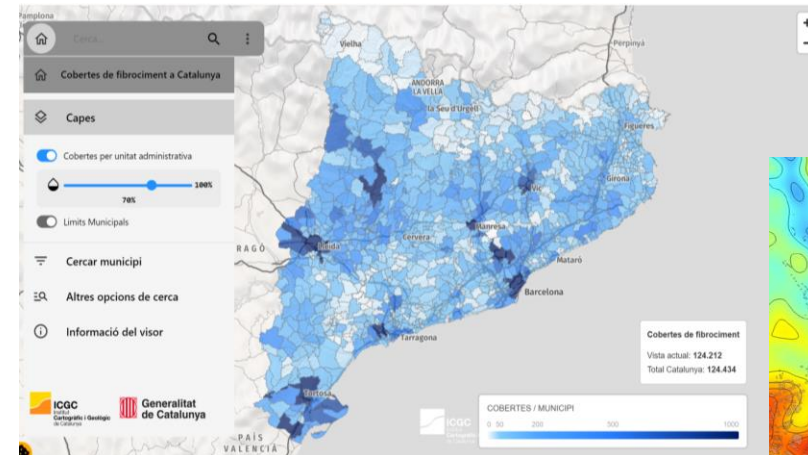 Pamplona
Cerca...
Cobertes de fibrociment a Catalunya
Capes
Cobertes per unitat administrativa
100%
70%
Límits Municipals
Cercar municipi
Altres opcions de cerca
Informació del visor
ICGC
Institut
Cartogràfic i Geològic
de Catalunya
Generalitat
de Catalunya
Vielha
Perpinyà
ANDORRA
LA VELLA
la Seu d'Urgell
Figueres
Girona
Vic
Manresa
Cervera
Lleida
RAGÓ
Mataró
Barcelona
Tarragona
Tortosa
PAÍS
VALENCIÀ
Cobertes de fibrociment
Vista actual: 124.212
Total Catalunya: 124.434
ICGC
COBERTES / MUNICIPI
0 50 200 500 1000
+
−